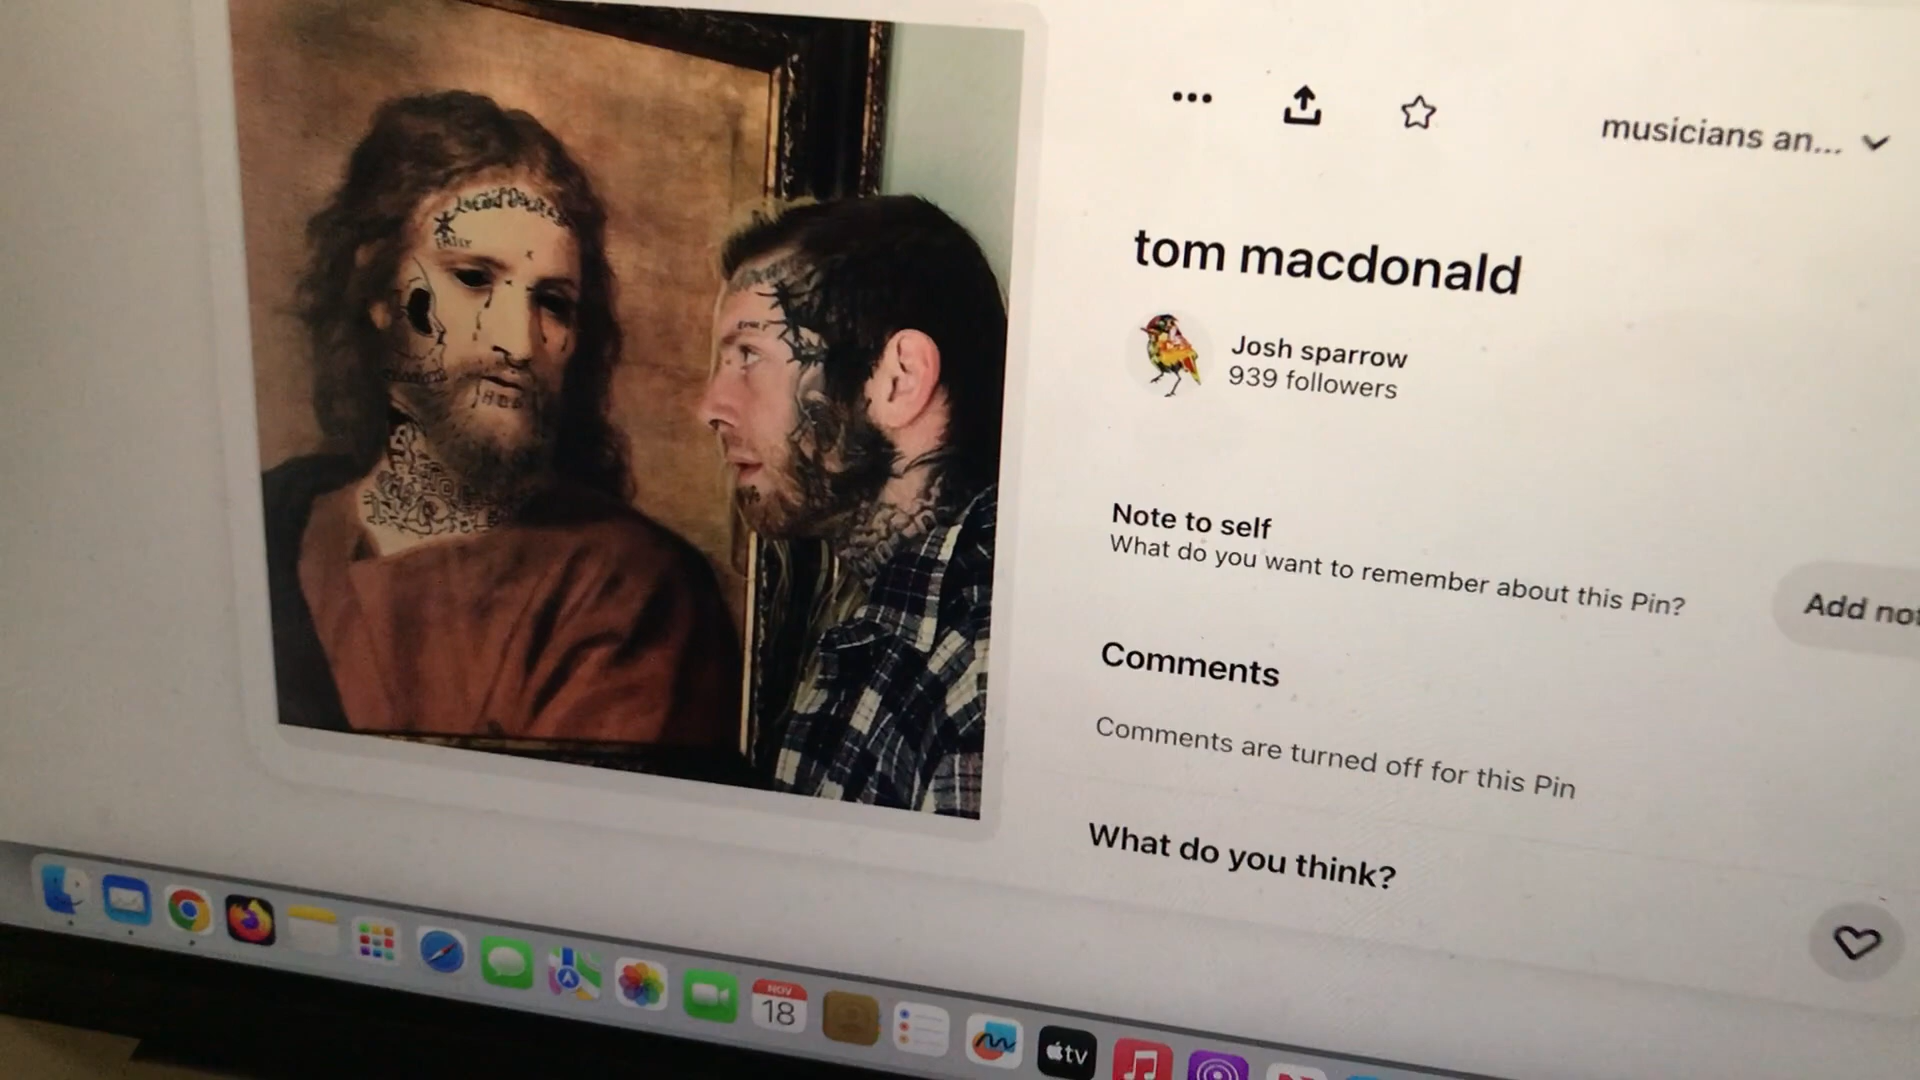 musicians an...
tom macdonald
Josh sparrow
939 followers
Note to self
What do you want to remember about this Pin?
Add not
Comments
Comments are turned off for this Pin
What do you think?
NOV
18
tv